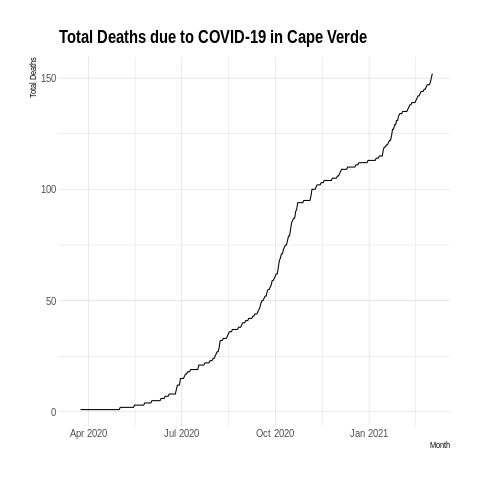 Total Deaths due to COVID-19 in Cape Verde
Total Deaths
150
100
50
0
Apr 2020
Jul 2020
Oct 2020
Jan 2021
Month